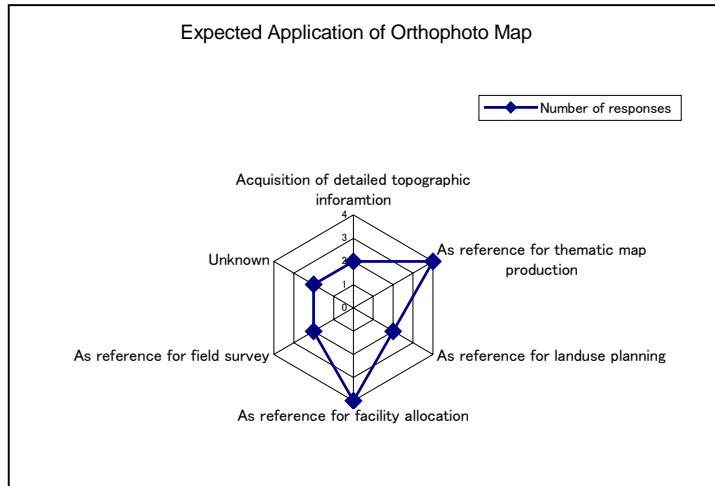 Expected Application of Orthophoto Map
Number of responses
Acquisition of detailed topographic
inforamtion
4
3
2
1
0
As reference for thematic map
production
Unknown
As reference for field survey
As reference for landuse planning
As reference for facility allocation